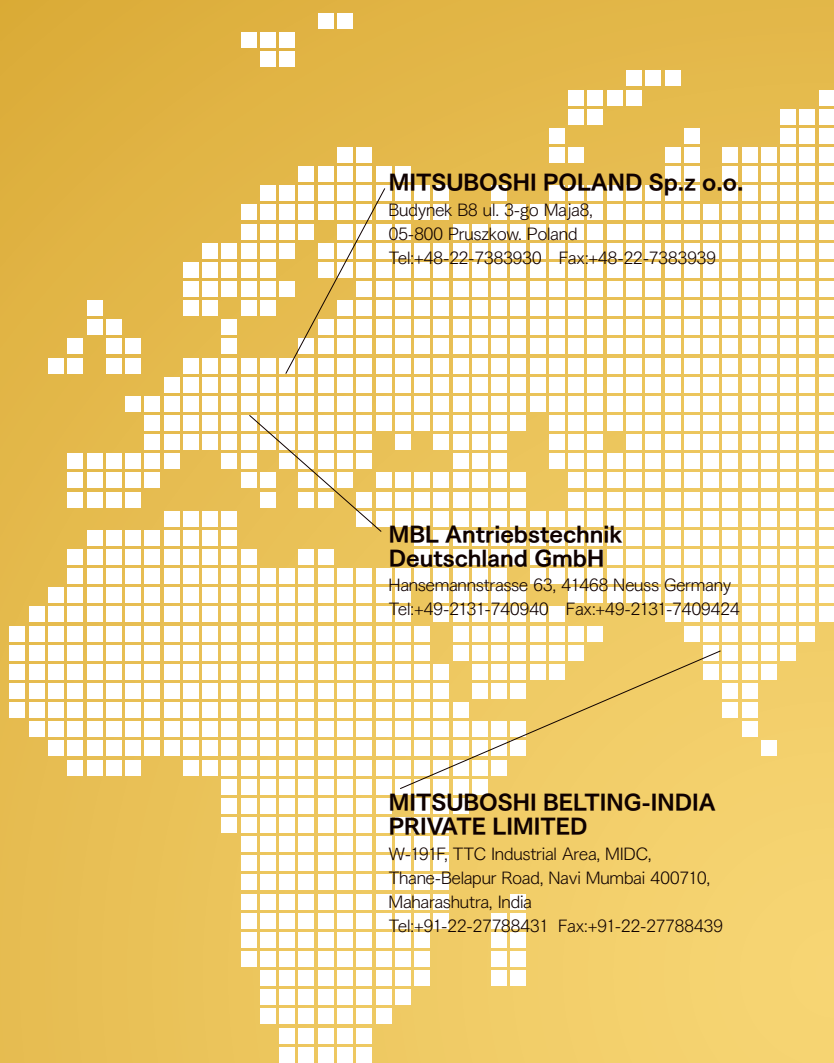 MITSUBOSHI POLAND Sp.z o.o.
Budynek B8 ul. 3-go Maja8,
05-800 Pruszkow. Poland
Tel:+48-22-7383930 Fax:+48-22-7383939
MBL Antriebstechnik
Deutschland GmbH
Hansemannstrasse 63, 41468 Neuss Germany
Tel:+49-2131-740940 Fax:+49-2131-7409424
MITSUBOSHI BELTING-INDIA
PRIVATE LIMITED
W-191F, TTC Industrial Area, MIDC,
Thane-Belapur Road, Navi Mumbai 400710,
Maharashutra, India
Tel:+91-22-27788431 Fax:+91-22-27788439